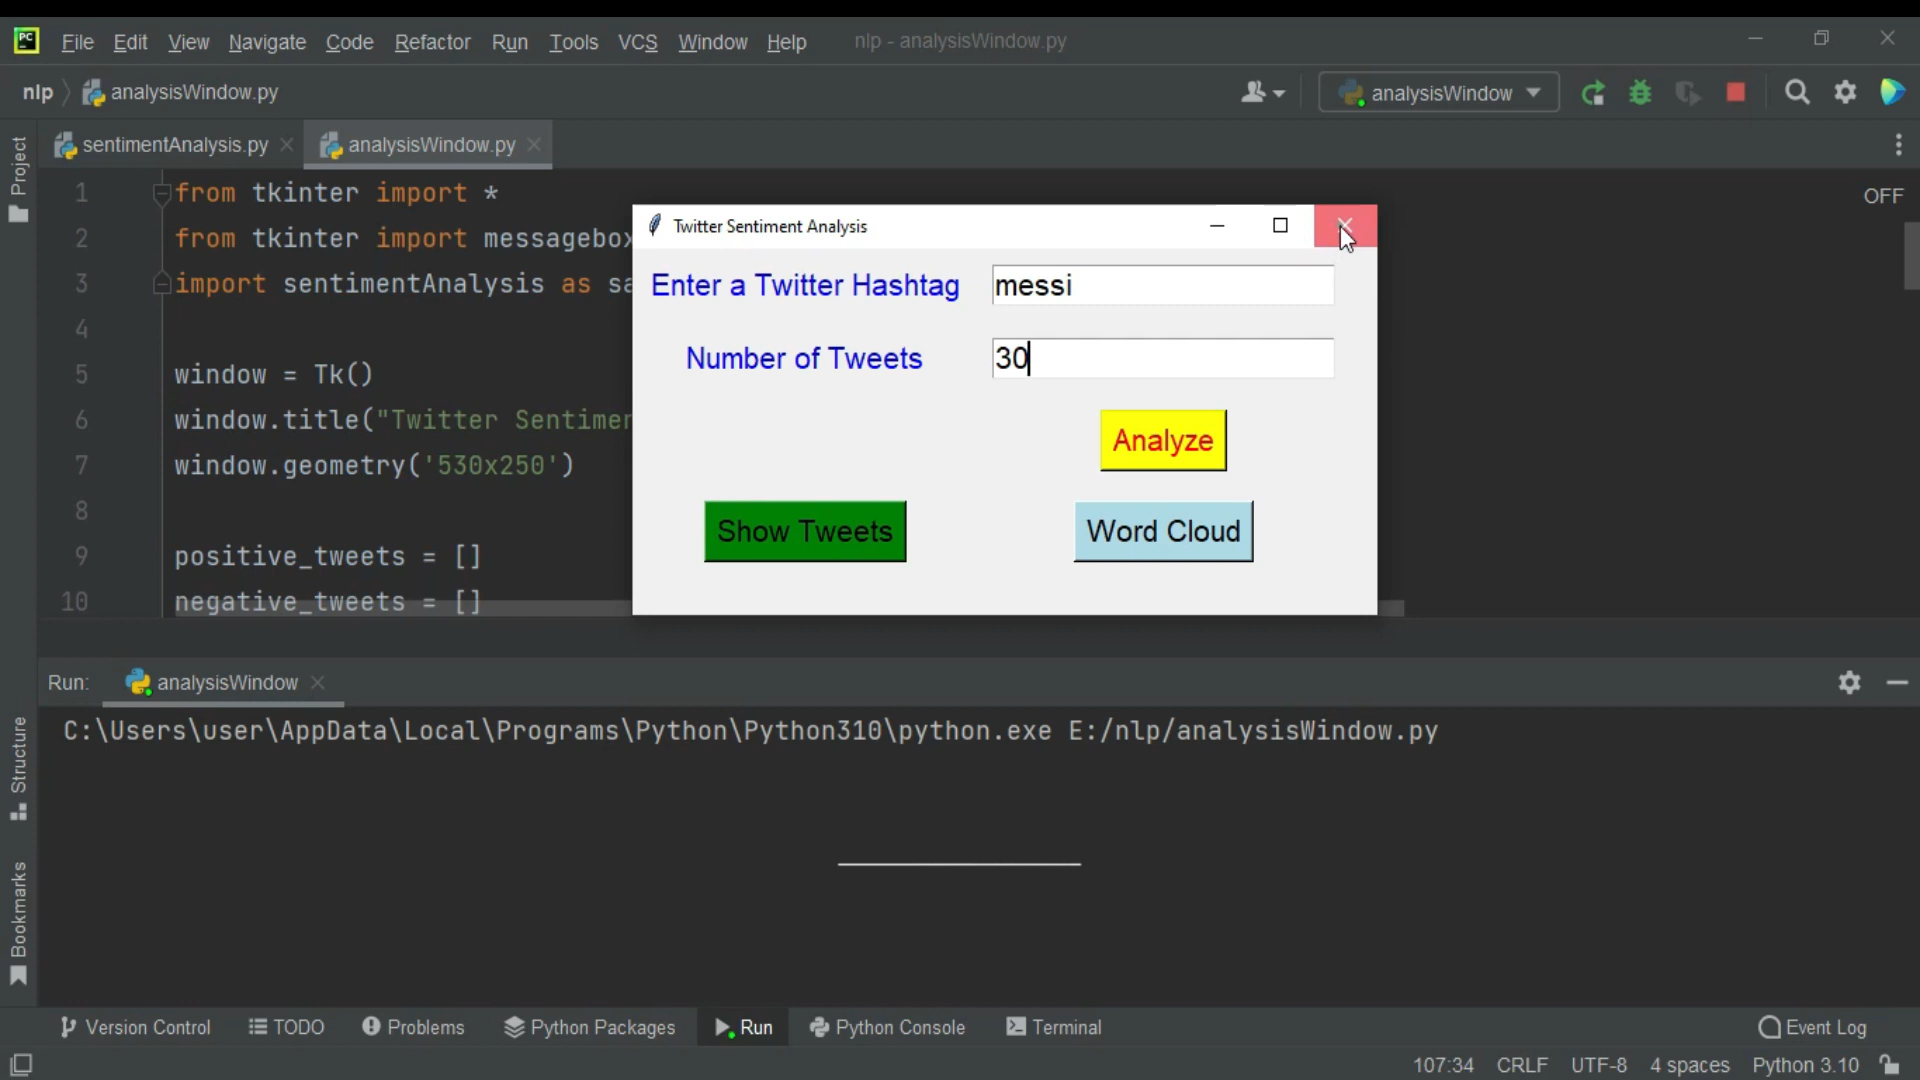 PC File Edit View Navigate Code Refactor Run Tools VCS Window Help nlp - analysisWindow.py
nlp analysisWindow.py analysisWindow
sentimentAnalysis.py analysisWindow.py
Project
OFF
1 from tkinter import *
2 from tkinter import messagebox
3 import sentimentAnalysis as sa
4
5 window = Tk()
6 window.title("Twitter Sentimen
7 window.geometry('530x250')
8
9 positive_tweets = []
10 negative_tweets = []
Twitter Sentiment Analysis
Enter a Twitter Hashtag messi
Number of Tweets 30
Analyze
Show Tweets Word Cloud
Run: analysisWindow
C:\Users\user\AppData\Local\Programs\Python\Python310\python.exe E:/nlp/analysisWindow.py
Structure
Bookmarks
Version Control TODO Problems Python Packages Run Python Console Terminal Event Log
107:34 CRLF UTF-8 4 spaces Python 3.10